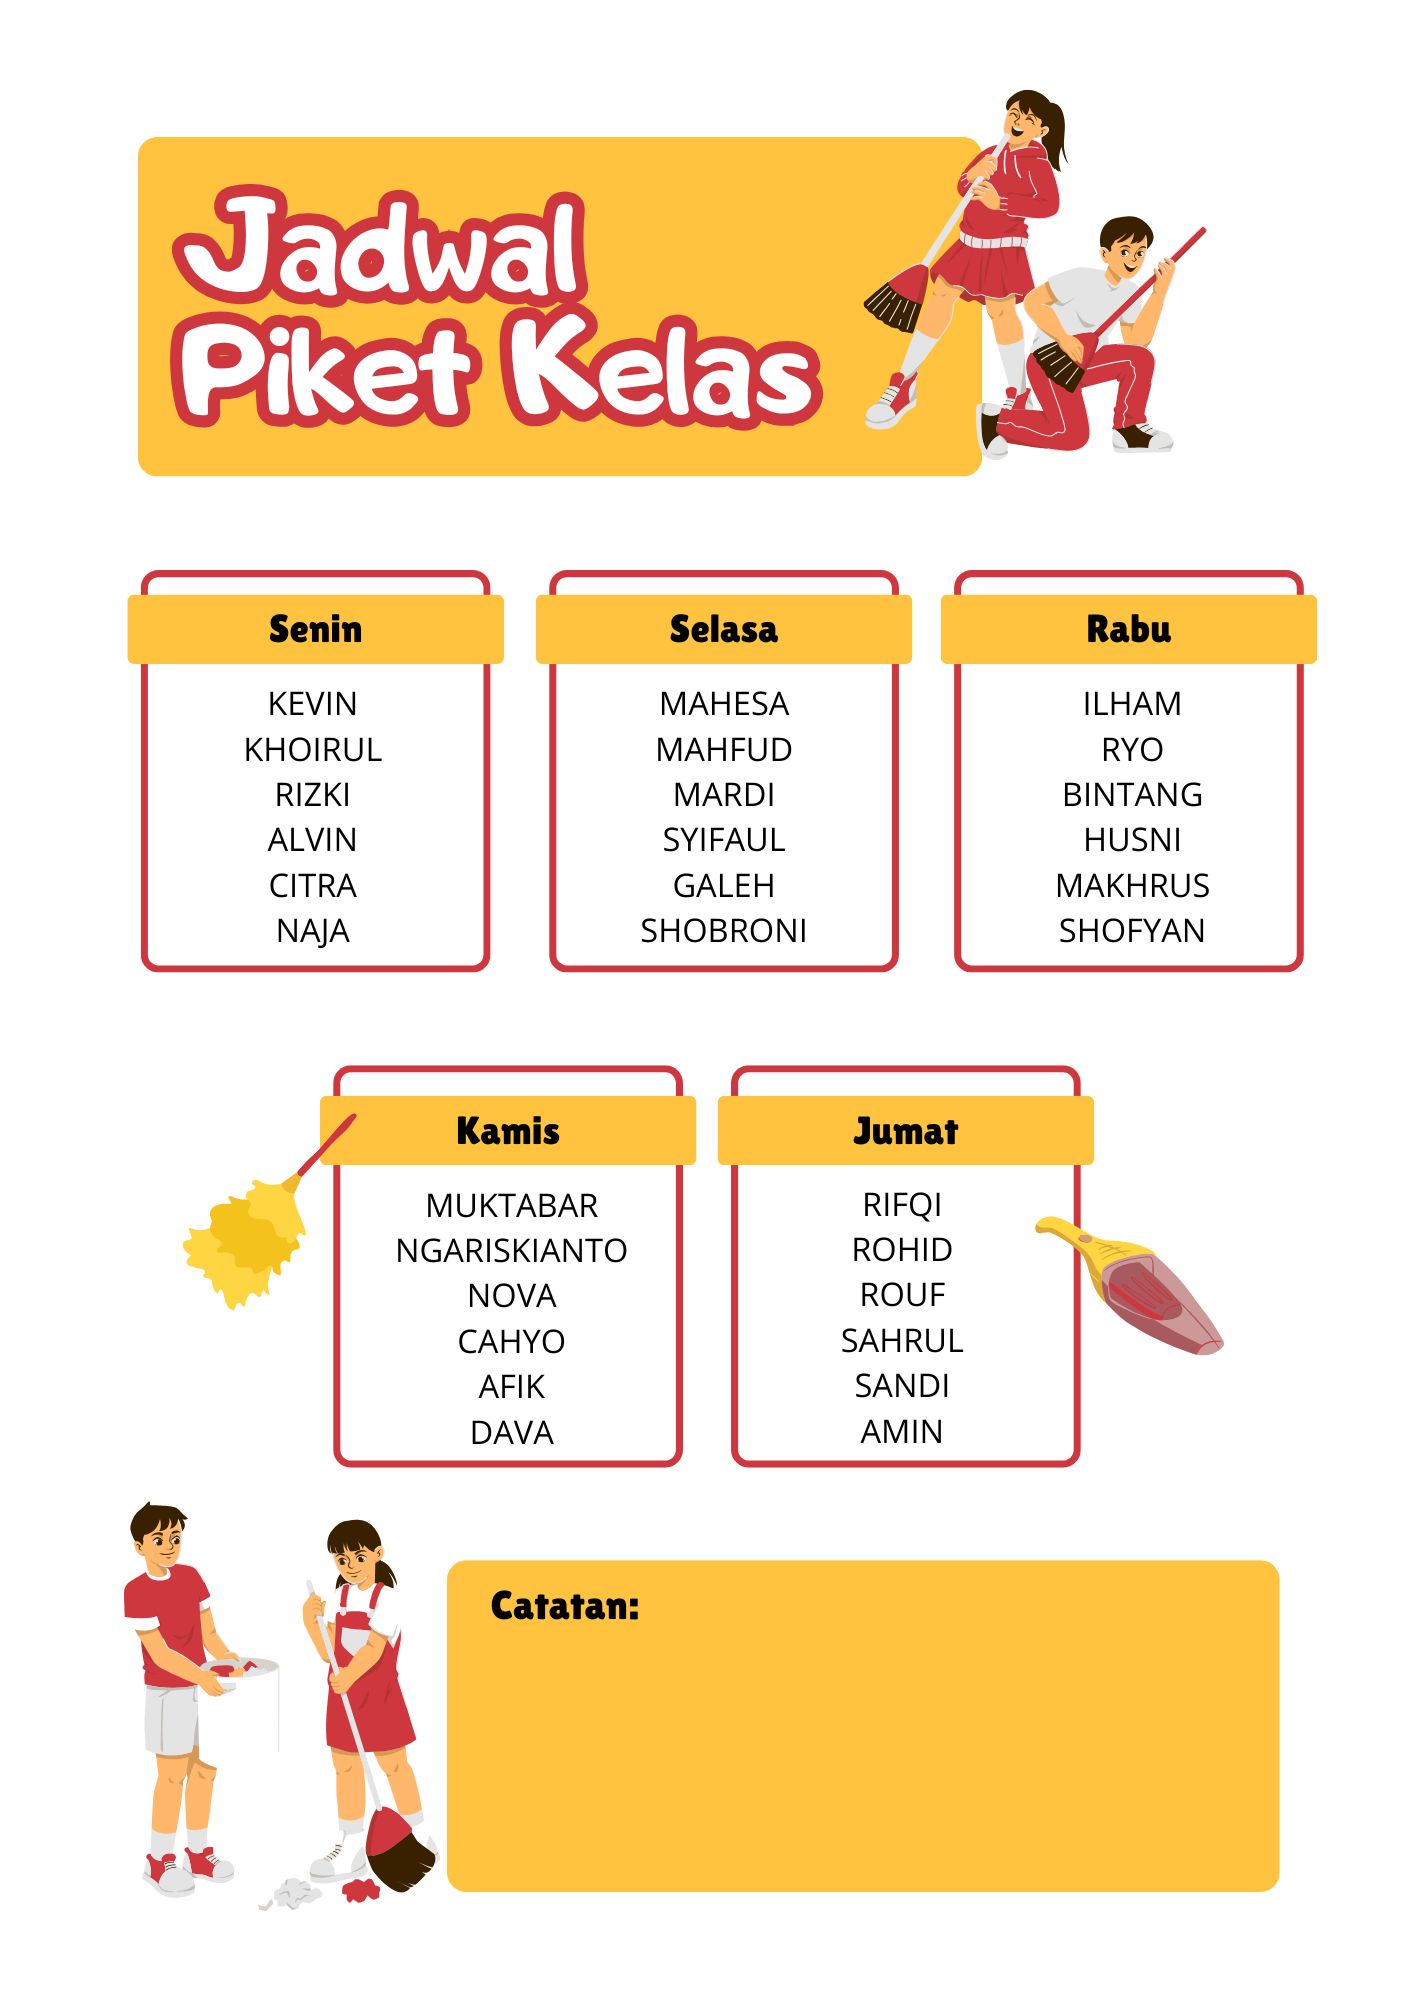 Jadwal
Piket Kelas
Senin
KEVIN
KHOIRUL
RIZKI
ALVIN
CITRA
NAJA
Selasa
MAHESA
MAHFUD
MARDI
SYIFAUL
GALEH
SHOBRONI
Rabu
ILHAM
RYO
BINTANG
HUSNI
MAKHRUS
SHOFYAN
Kamis
MUKTABAR
NGARISKIANTO
NOVA
CAHYO
AFIK
DAVA
Jumat
RIFQI
ROHID
ROUF
SAHRUL
SANDI
AMIN
Catatan: